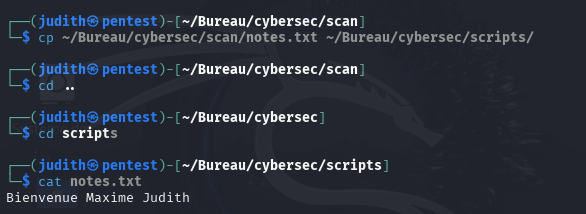 ┌──(judith㉿pentest)-[~/Bureau/cybersec/scan]
└─$ cp ~/Bureau/cybersec/scan/notes.txt ~/Bureau/cybersec/scripts/
┌──(judith㉿pentest)-[~/Bureau/cybersec/scan]
└─$ cd ..
┌──(judith㉿pentest)-[~/Bureau/cybersec]
└─$ cd scripts
┌──(judith㉿pentest)-[~/Bureau/cybersec/scripts]
└─$ cat notes.txt
Bienvenue Maxime Judith